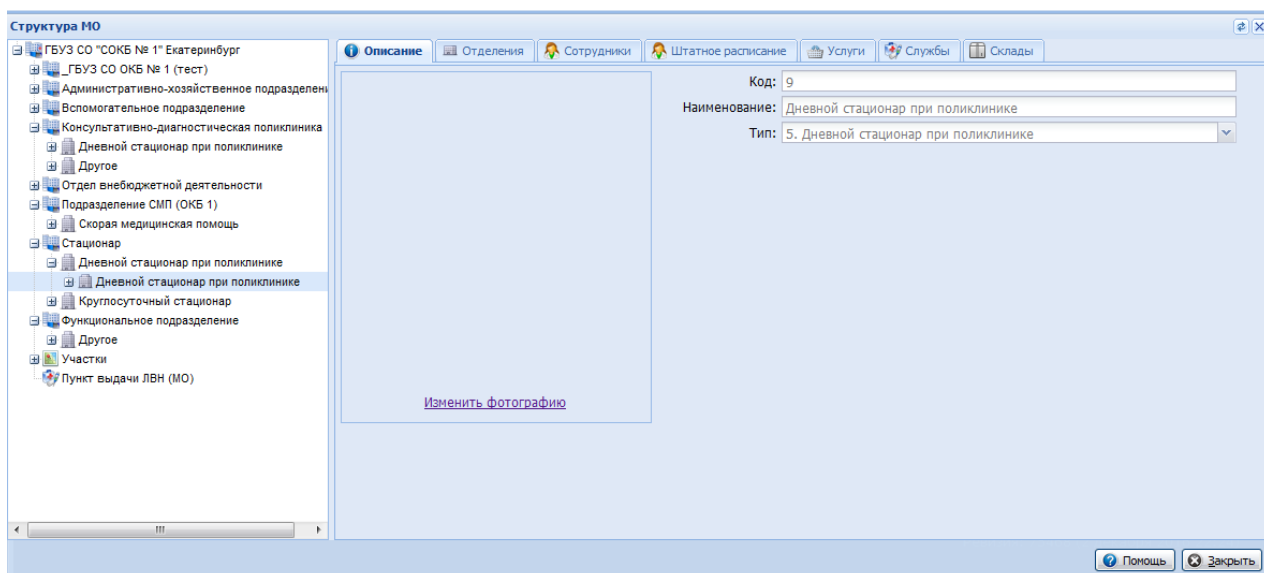 Структура МО
ГБУЗ СО "СОКБ № 1" Екатеринбург
_ГБУЗ СО ОКБ № 1 (тест)
Административно-хозяйственное подразделен
Вспомогательное подразделение
Консультативно-диагностическая поликлиника
Дневной стационар при поликлинике
Другое
Отдел внебюджетной деятельности
Подразделение СМП (ОКБ 1)
Скорая медицинская помощь
Стационар
Дневной стационар при поликлинике
Дневной стационар при поликлинике
Круглосуточный стационар
Функциональное подразделение
Другое
Участки
Пункт выдачи ЛВН (МО)
Описание Отделения Сотрудники Штатное расписание Услуги Службы Склады
Код: 9
Наименование: Дневной стационар при поликлинике
Тип: 5. Дневной стационар при поликлинике
Изменить фотографию
Помощь Закрыть